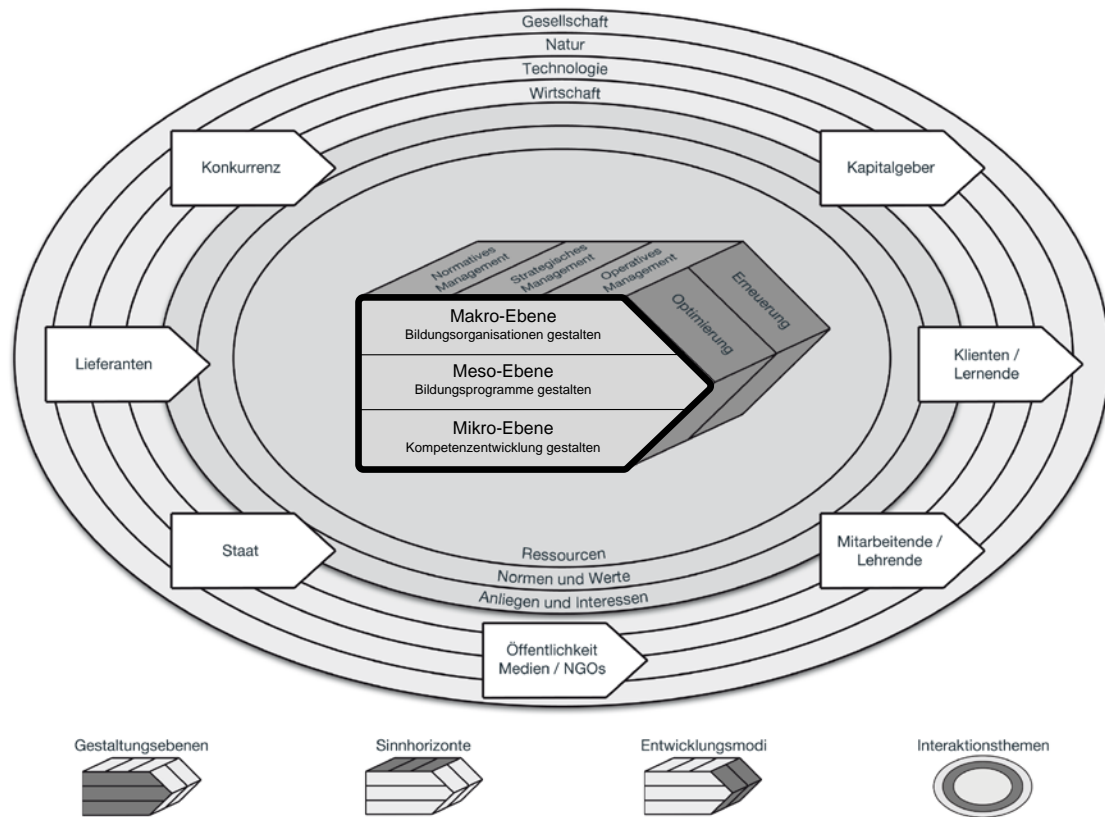 Gesellschaft
Natur
Technologie
Wirtschaft
Konkurrenz
Kapitalgeber
Normatives
Management
Strategisches
Management
Operatives
Management
Optimierung
Erneuerung
Makro-Ebene
Bildungsorganisationen gestalten
Meso-Ebene
Bildungsprogramme gestalten
Mikro-Ebene
Kompetenzentwicklung gestalten
Lieferanten
Klienten /
Lernende
Staat
Mitarbeitende /
Lehrende
Ressourcen
Normen und Werte
Anliegen und Interessen
Öffentlichkeit
Medien / NGOs
Gestaltungsebenen
Sinnhorizonte
Entwicklungsmodi
Interaktionsthemen